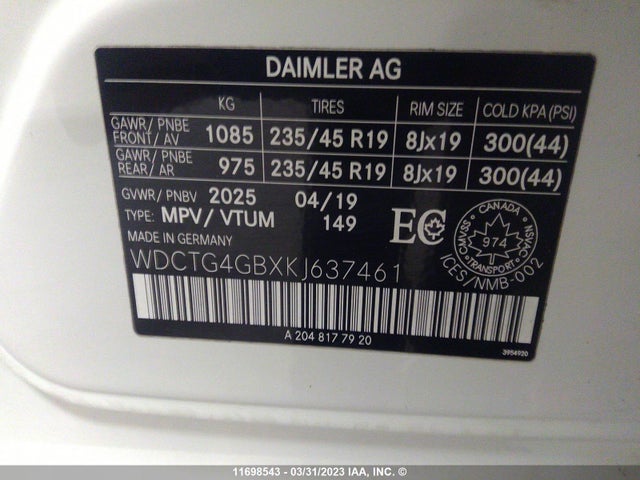 DAIMLER AG
KG TIRES RIM SIZE COLD KPA (PSI)
GAWR/ PNBE FRONT/ AV 1085 235/45 R19 8Jx19 300(44)
GAWR/ PNBE REAR/ AR 975 235/45 R19 8Jx19 300(44)
GVWR/ PNBV 2025 04/19
TYPE: MPV/ VTUM 149
MADE IN GERMANY
EC
CANADA
CMVSS 974 NSVAC
TRANSPORT
ICES/NMB-002
WDCTG4GBXKJ637461
A 204 817 79 20
3954920
11698543 - 03/31/2023 IAA, Inc. ©